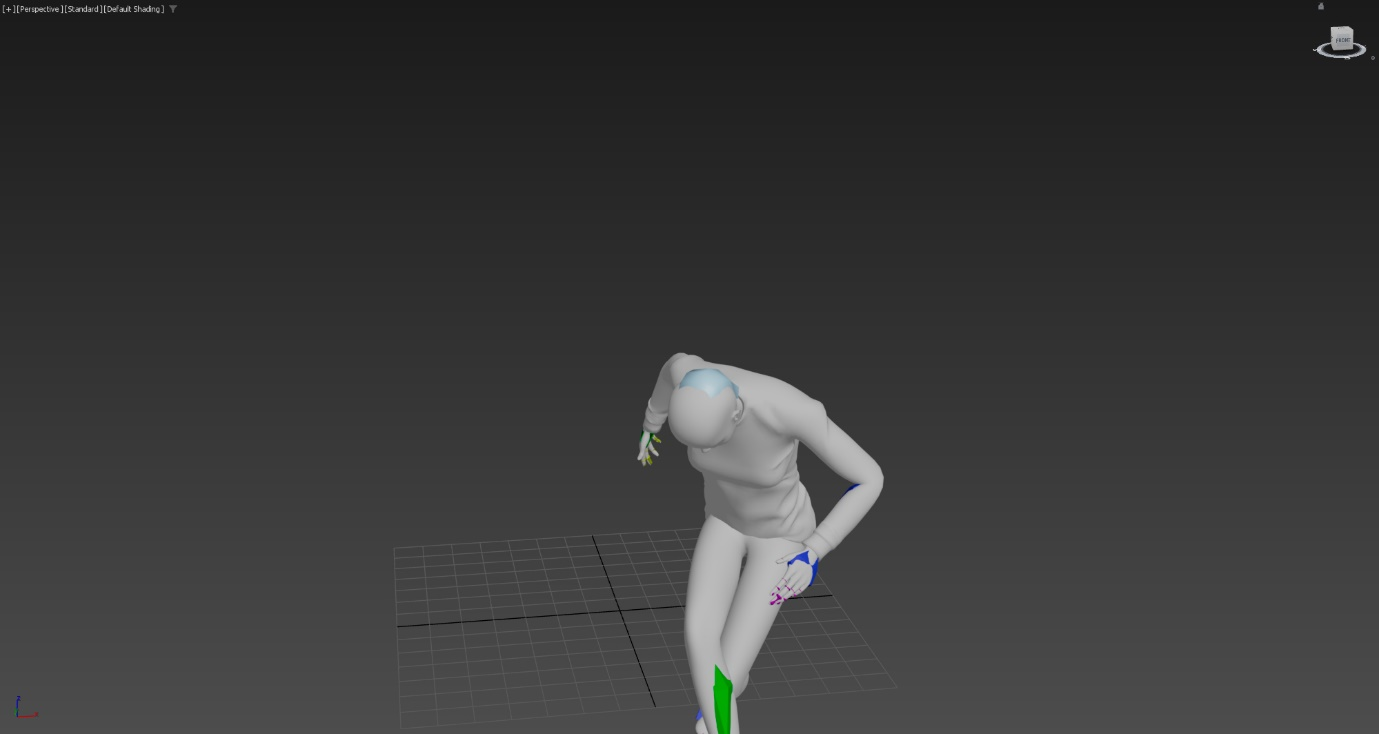 [+] [Perspective] [Standard] [Default Shading]
FRONT
z
x